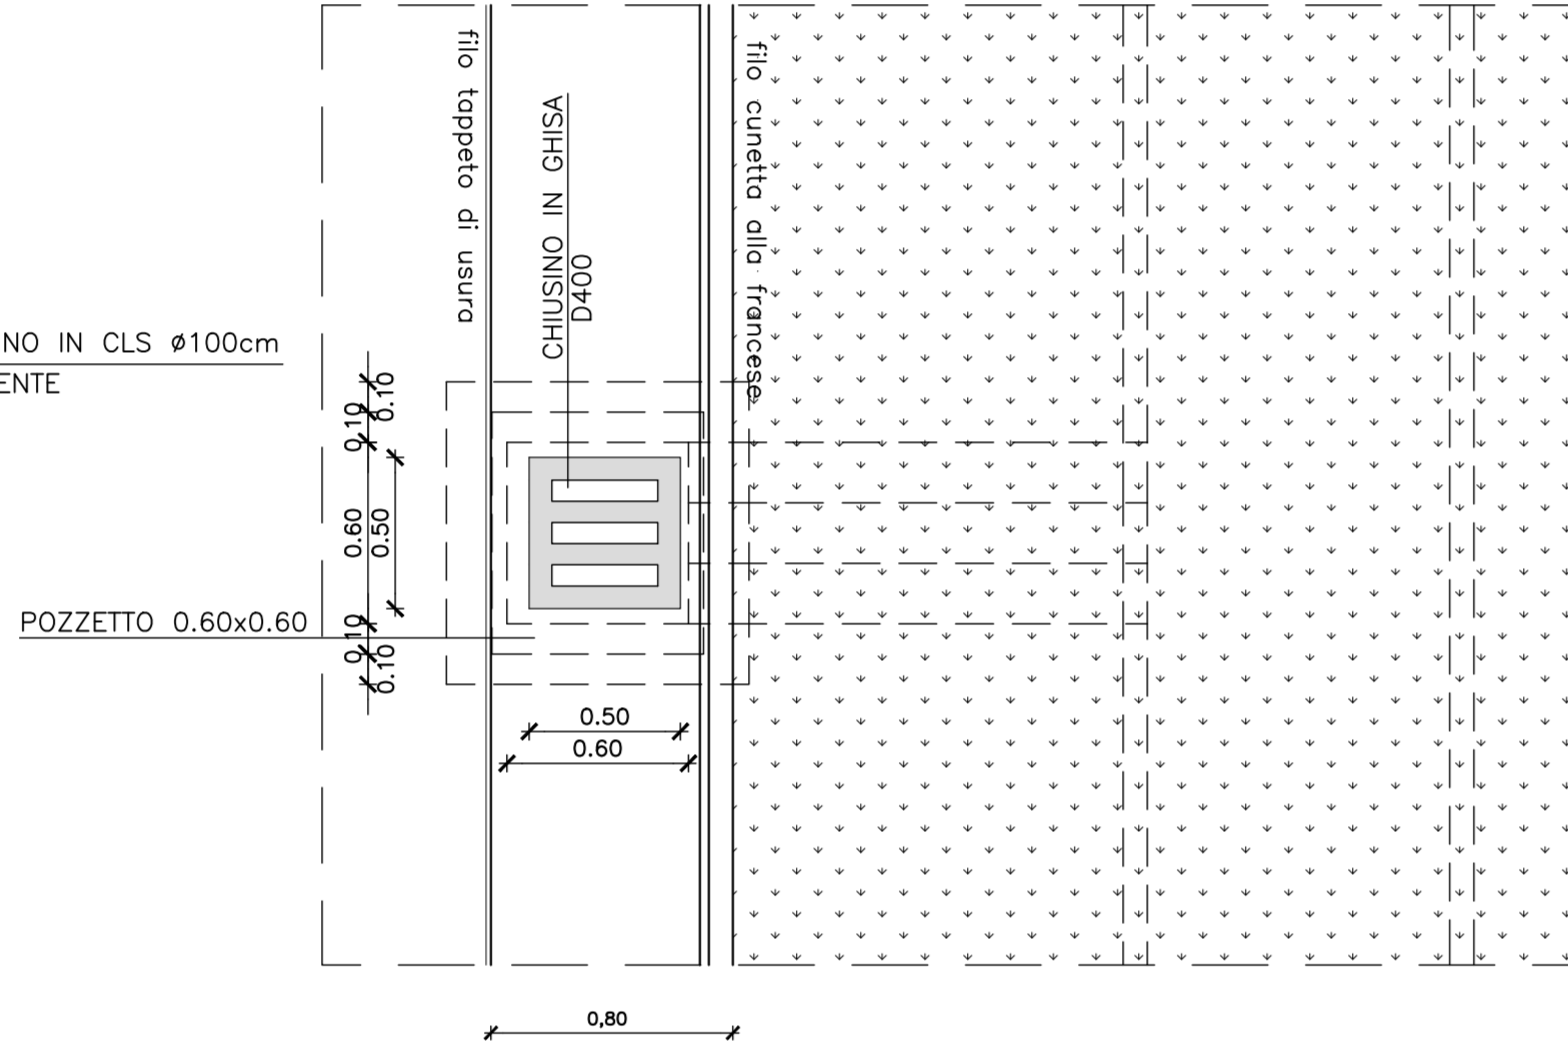 filo tappeto di usura
CHIUSINO IN GHISA
D400
filo cunetta alla francese
NO IN CLS ø100cm
ENTE
0.10
0.10
0.60
0.50
0.10
0.10
POZZETTO 0.60x0.60
0.50
0.60
0,80